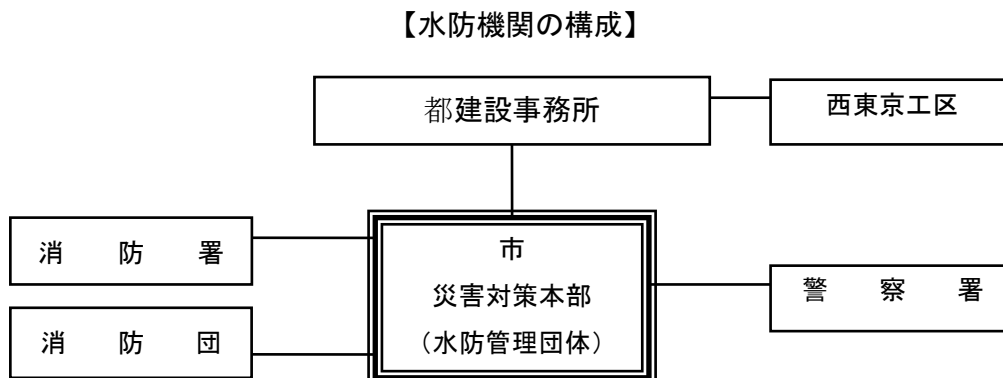 【水防機関の構成】
都建設事務所
西東京工区
消防署
市
災害対策本部
（水防管理団体）
警察署
消防団